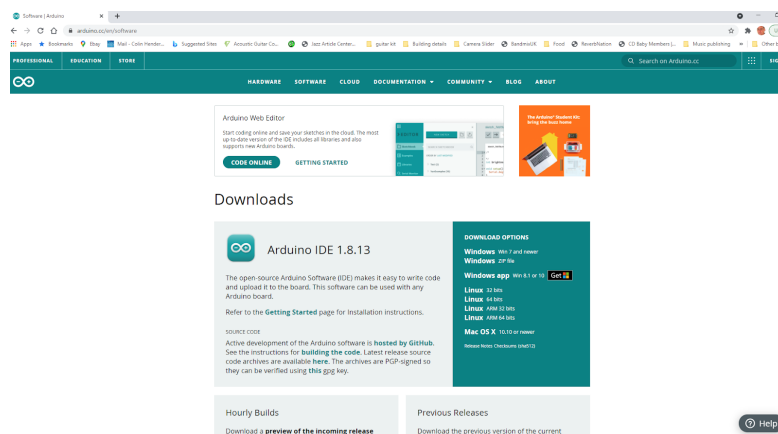 Software | Arduino
arduino.cc/en/software
Apps Bookmarks Ebay Mail - Colin Hender... Suggested Sites Acoustic Guitar Co... Jazz Article Center... guitar kit Building details Camera Slider BandmixUK Food ReverbNation CD Baby Members J... Music publishing » Other b
PROFESSIONAL EDUCATION STORE Search on Arduino.cc SIG
HARDWARE SOFTWARE CLOUD DOCUMENTATION COMMUNITY BLOG ABOUT
Arduino Web Editor
Start coding online and save your sketches in the cloud. The most
up-to-date version of the IDE includes all libraries and also
supports new Arduino boards.
CODE ONLINE GETTING STARTED
The Arduino® Student Kit:
Bring the buzz home
Downloads
Arduino IDE 1.8.13
The open-source Arduino Software (IDE) makes it easy to write code
and upload it to the board. This software can be used with any
Arduino board.
Refer to the Getting Started page for Installation instructions.
SOURCE CODE
Active development of the Arduino software is hosted by GitHub.
See the instructions for building the code. Latest release source
code archives are available here. The archives are PGP-signed so
they can be verified using this gpg key.
DOWNLOAD OPTIONS
Windows Win 7 and newer
Windows ZIP file
Windows app Win 8.1 or 10 Get
Linux 32 bits
Linux 64 bits
Linux ARM 32 bits
Linux ARM 64 bits
Mac OS X 10.10 or newer
Release Notes Checksums (sha512)
Hourly Builds
Download a preview of the incoming release
Previous Releases
Download the previous version of the current
Help